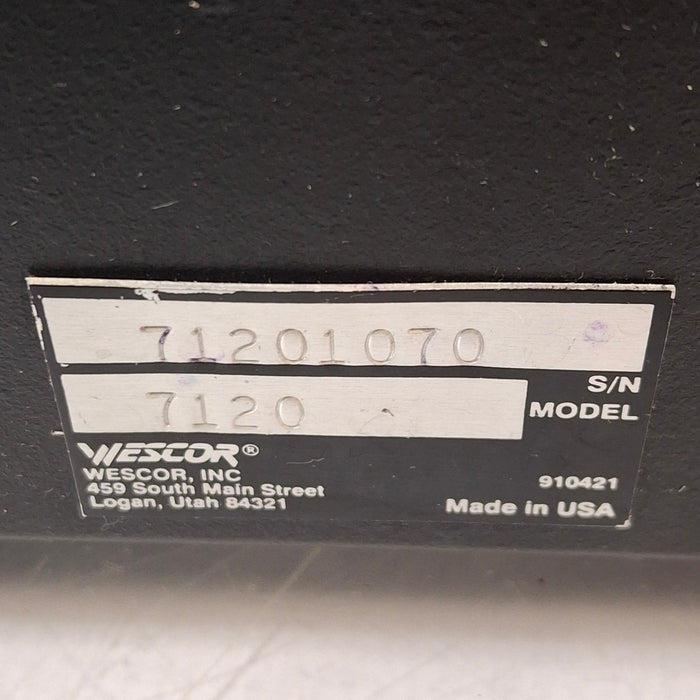 71201070
S/N
7120
MODEL
WESCOR®
WESCOR, INC
459 South Main Street
Logan, Utah 84321
910421
Made in USA